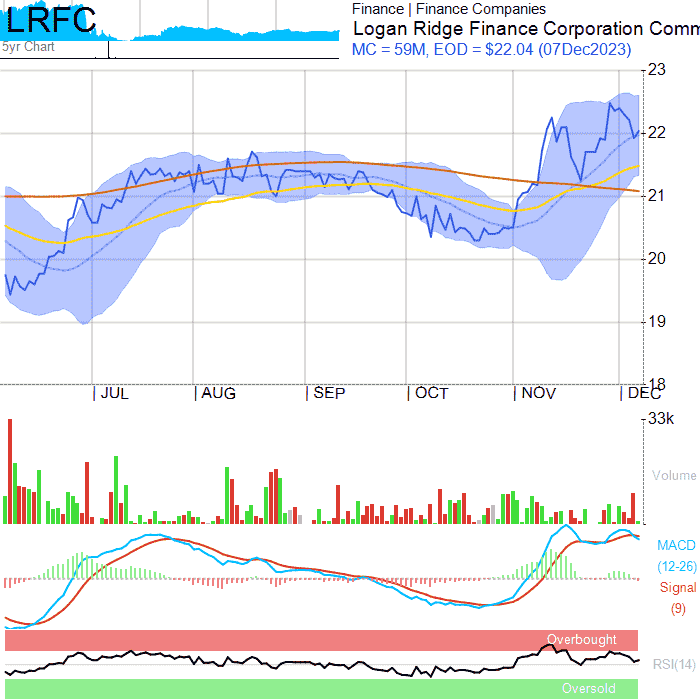 LRFC
5yr Chart
Finance | Finance Companies
Logan Ridge Finance Corporation Comm
MC = 59M, EOD = $22.04 (07Dec2023)
23
22
21
20
19
18
JUL AUG SEP OCT NOV DEC
33k
Volume
MACD
(12-26)
Signal
(9)
Overbought
RSI(14)
Oversold